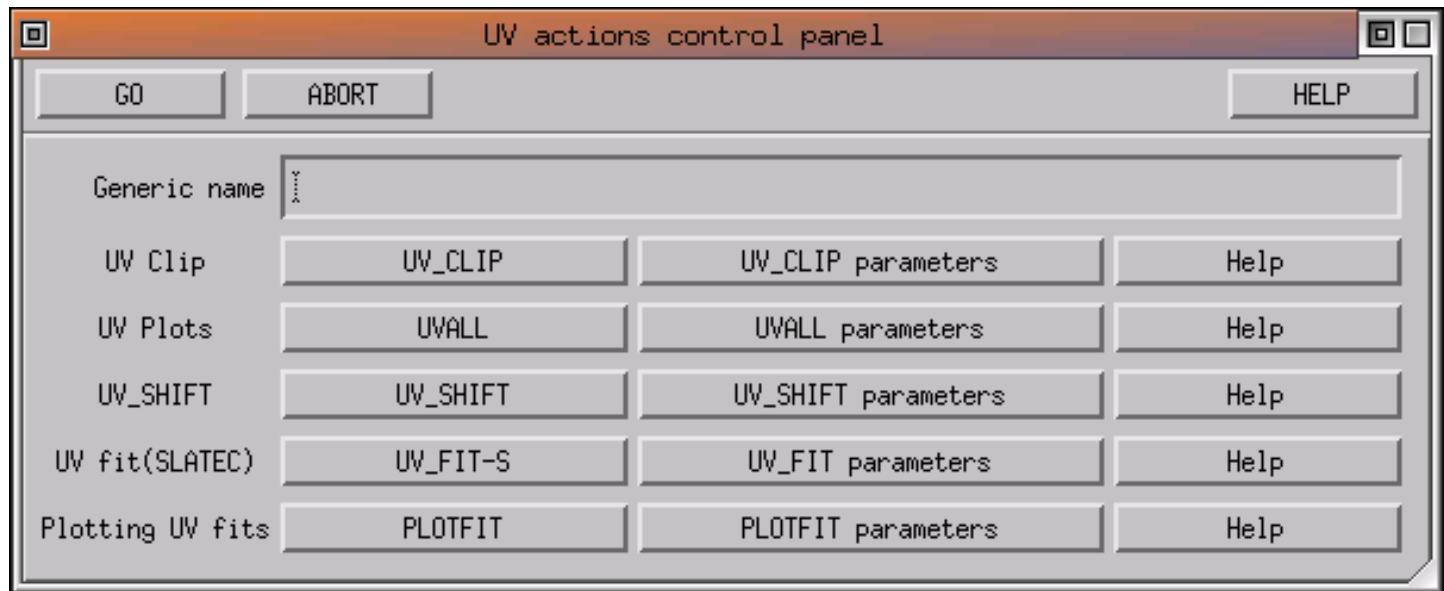 UV actions control panel
GO ABORT HELP
Generic name
UV Clip UV_CLIP UV_CLIP parameters Help
UV Plots UVALL UVALL parameters Help
UV_SHIFT UV_SHIFT UV_SHIFT parameters Help
UV fit(SLATEC) UV_FIT-S UV_FIT parameters Help
Plotting UV fits PLOTFIT PLOTFIT parameters Help